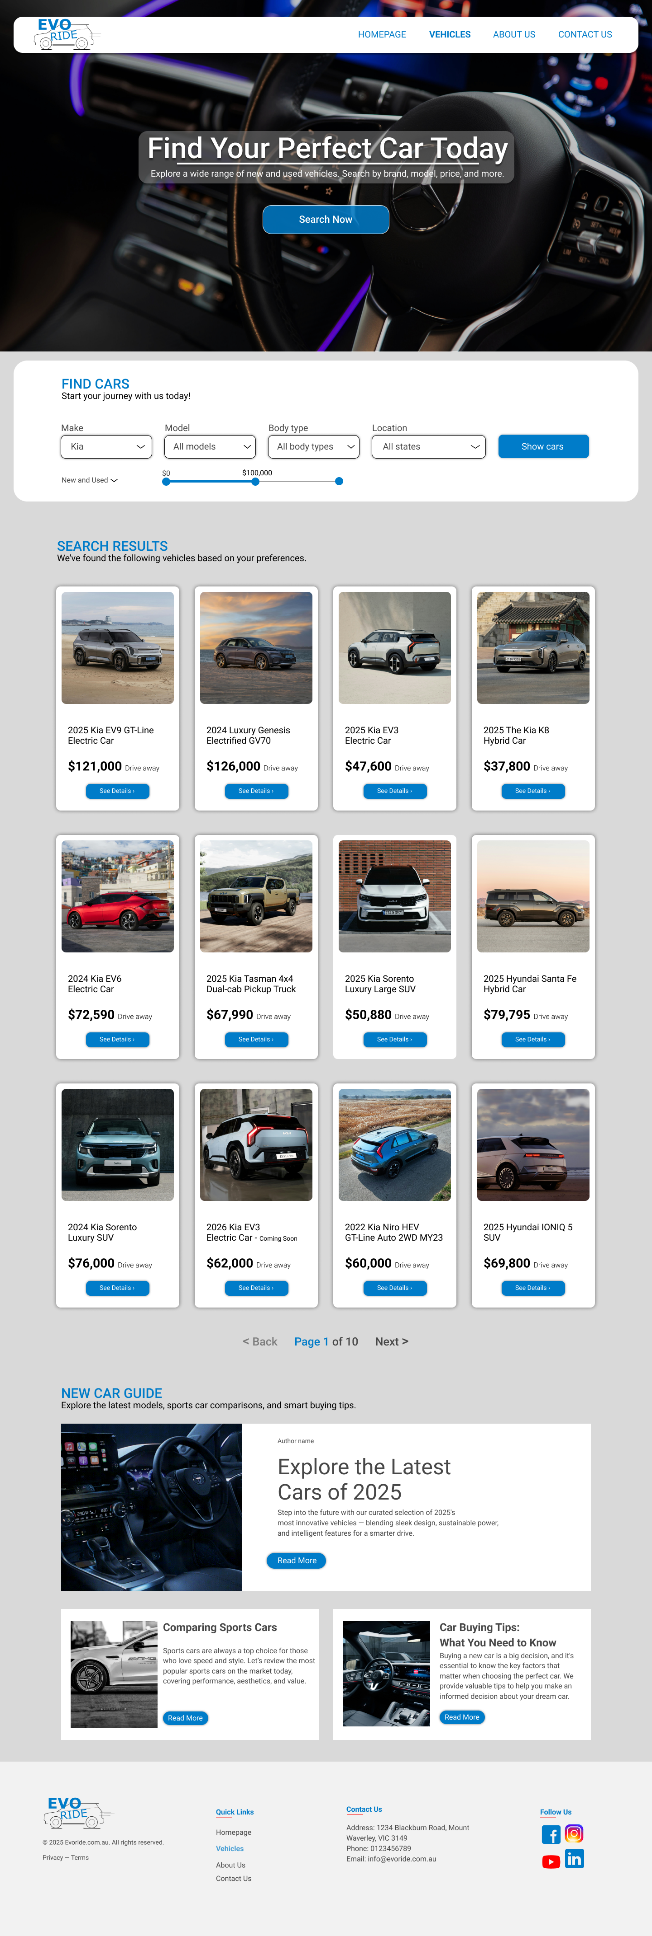 EVO
RIDE
HOMEPAGE VEHICLES ABOUT US CONTACT US
Find Your Perfect Car Today
Explore a wide range of new and used vehicles. Search by brand, model, price, and more.
Search Now
FIND CARS
Start your journey with us today!
Make Model Body type Location
Kia All models All body types All states Show cars
New and Used $0 $100,000
SEARCH RESULTS
We've found the following vehicles based on your preferences.
2025 Kia EV9 GT-Line
Electric Car
$121,000 Drive away
See Details ›
2024 Luxury Genesis
Electrified GV70
$126,000 Drive away
See Details ›
2025 Kia EV3
Electric Car
$47,600 Drive away
See Details ›
2025 The Kia K8
Hybrid Car
$37,800 Drive away
See Details ›
2024 Kia EV6
Electric Car
$72,590 Drive away
See Details ›
2025 Kia Tasman 4x4
Dual-cab Pickup Truck
$67,990 Drive away
See Details ›
2025 Kia Sorento
Luxury Large SUV
$50,880 Drive away
See Details ›
2025 Hyundai Santa Fe
Hybrid Car
$79,795 Drive away
See Details ›
2024 Kia Sorento
Luxury SUV
$76,000 Drive away
See Details ›
2026 Kia EV3
Electric Car - Coming Soon
$62,000 Drive away
See Details ›
2022 Kia Niro HEV
GT-Line Auto 2WD MY23
$60,000 Drive away
See Details ›
2025 Hyundai IONIQ 5
SUV
$69,800 Drive away
See Details ›
< Back Page 1 of 10 Next >
NEW CAR GUIDE
Explore the latest models, sports car comparisons, and smart buying tips.
Author name
Explore the Latest
Cars of 2025
Step into the future with our curated selection of 2025's
most innovative vehicles — blending sleek design, sustainable power,
and intelligent features for a smarter drive.
Read More
Comparing Sports Cars
Sports cars are always a top choice for those
who love speed and style. Let's review the most
popular sports cars on the market today,
covering performance, aesthetics, and value.
Read More
Car Buying Tips:
What You Need to Know
Buying a new car is a big decision, and it's
essential to know the key factors that
matter when choosing the perfect car. We
provide valuable tips to help you make an
informed decision about your dream car.
Read More
EVO
RIDE
© 2025 Evoride.com.au. All rights reserved.
Privacy — Terms
Quick Links
Homepage
Vehicles
About Us
Contact Us
Contact Us
Address: 1234 Blackburn Road, Mount
Waverley, VIC 3149
Phone: 0123456789
Email: info@evoride.com.au
Follow Us